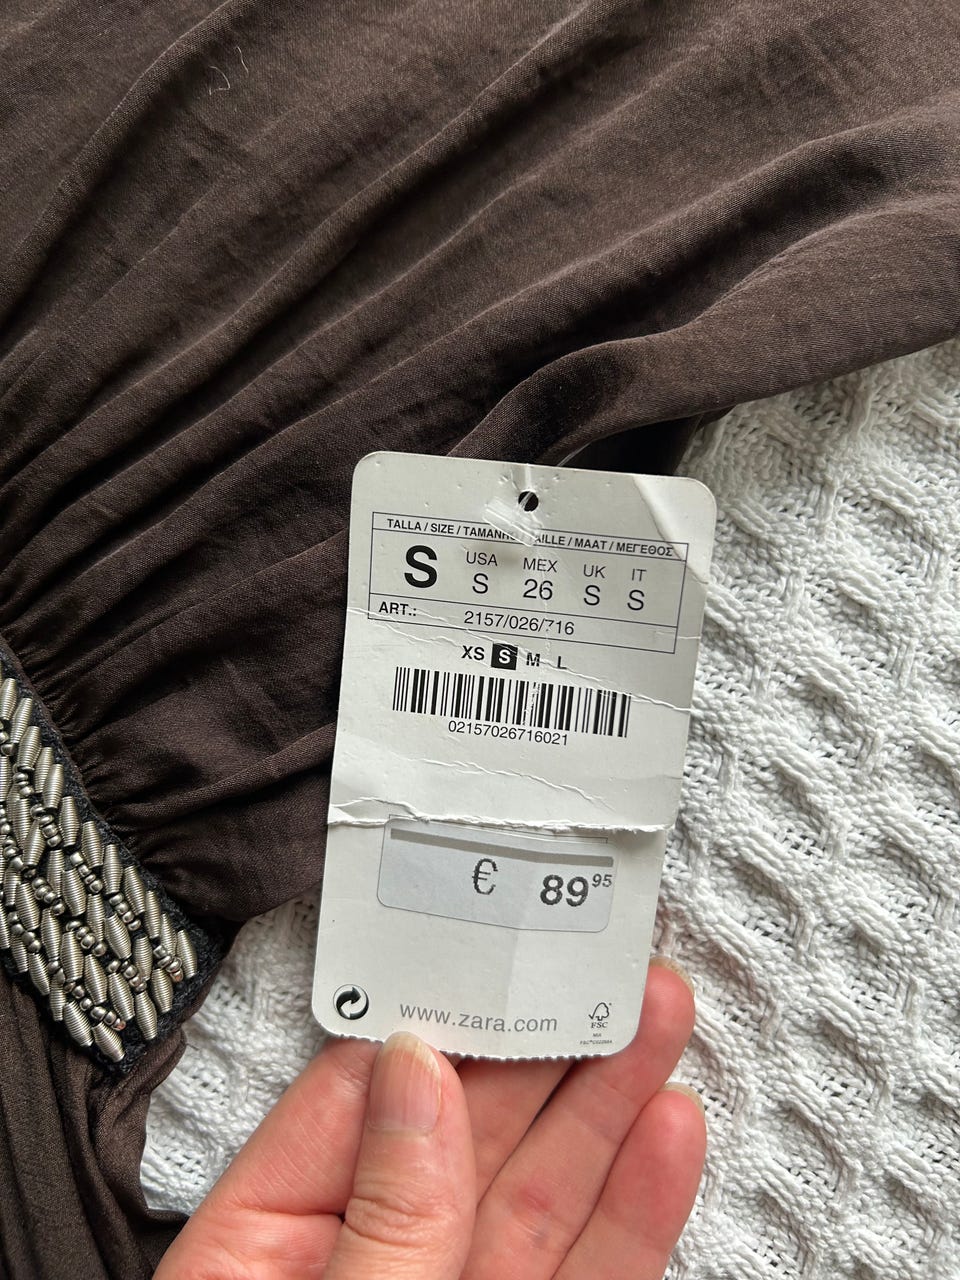 TALLA / SIZE / TAMANHO / TAILLE / MAAT / ΜΕΓΕΘΟΣ
S USA S MEX 26 UK S IT S
ART.: 2157/026/716
XS S M L
02157026716021
€ 89 95
www.zara.com
FSC
MIX